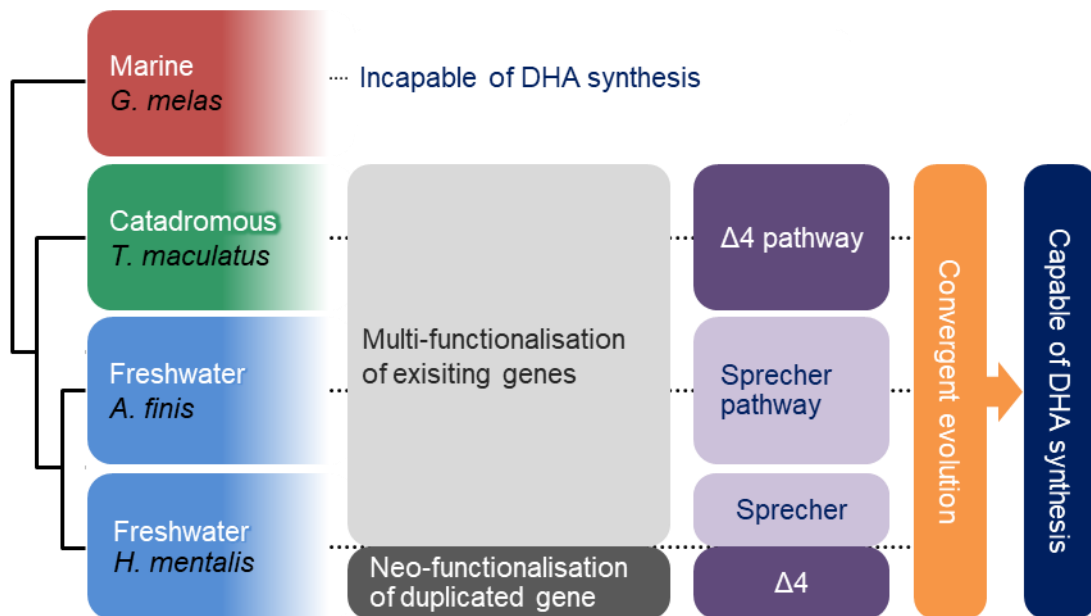 Marine
G. melas
Incapable of DHA synthesis
Catadromous
T. maculatus
Freshwater
A. finis
Freshwater
H. mentalis
Multi-functionalisation
of exisiting genes
Neo-functionalisation
of duplicated gene
Δ4 pathway
Sprecher
pathway
Sprecher
Δ4
Convergent evolution
Capable of DHA synthesis